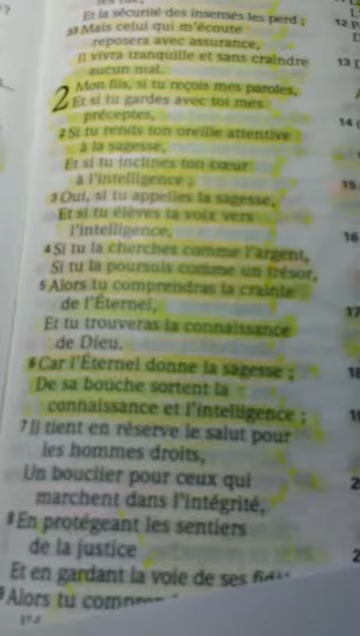 Et la sécurité des insensés les perd ;
33 Mais celui qui m'écoute
reposera avec assurance,
Il vivra tranquille et sans craindre
aucun mal.
2 Mon fils, si tu reçois mes paroles,
Et si tu gardes avec toi mes
préceptes,
2 Si tu rends ton oreille attentive
à la sagesse,
Et si tu inclines ton cœur
à l'intelligence ;
3 Oui, si tu appelles la sagesse,
Et si tu élèves ta voix vers
l'intelligence,
4 Si tu la cherches comme l'argent,
Si tu la poursuis comme un trésor,
5 Alors tu comprendras la crainte
de l'Éternel,
Et tu trouveras la connaissance
de Dieu.
6 Car l'Éternel donne la sagesse ;
De sa bouche sortent la
connaissance et l'intelligence ;
7 Il tient en réserve le salut pour
les hommes droits,
Un bouclier pour ceux qui
marchent dans l'intégrité,
8 En protégeant les sentiers
de la justice
Et en gardant la voie de ses
9 Alors tu
12
13
14
15
16
17